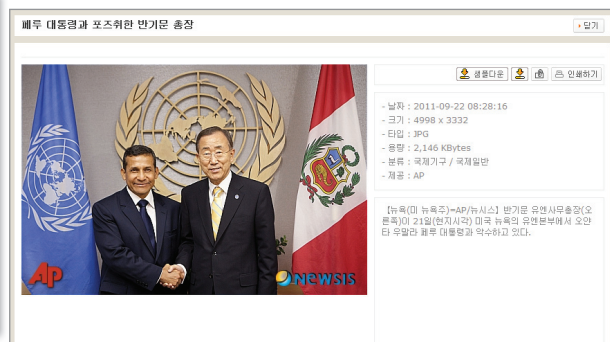 페루 대통령과 포즈취한 반기문 총장
닫기
샘플다운
인쇄하기
- 날짜 : 2011-09-22 08:28:16
- 크기 : 4998 x 3332
- 타입 : JPG
- 용량 : 2,146 KBytes
- 분류 : 국제기구 / 국제일반
- 제공 : AP
【뉴욕(미 뉴욕주)=AP/뉴시스】반기문 유엔사무총장(오
른쪽)이 21일(현지시각) 미국 뉴욕의 유엔본부에서 오얀
타 우말라 페루 대통령과 악수하고 있다.
AP
newsis